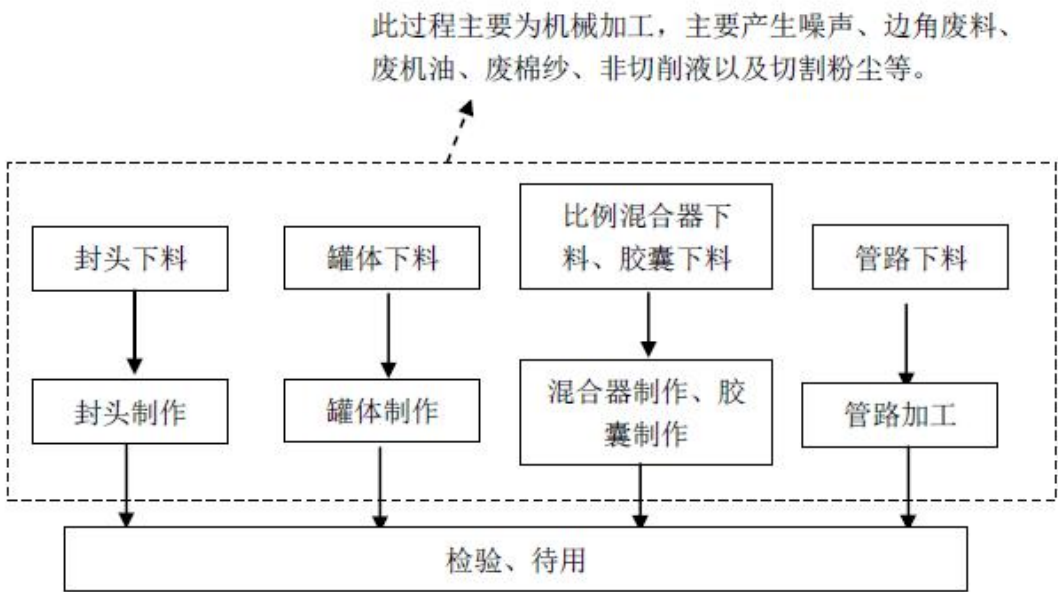 此过程主要为机械加工，主要产生噪声、边角废料、
废机油、废棉纱、非切削液以及切割粉尘等。
封头下料
罐体下料
比例混合器下
料、胶囊下料
管路下料
封头制作
罐体制作
混合器制作、胶
囊制作
管路加工
检验、待用